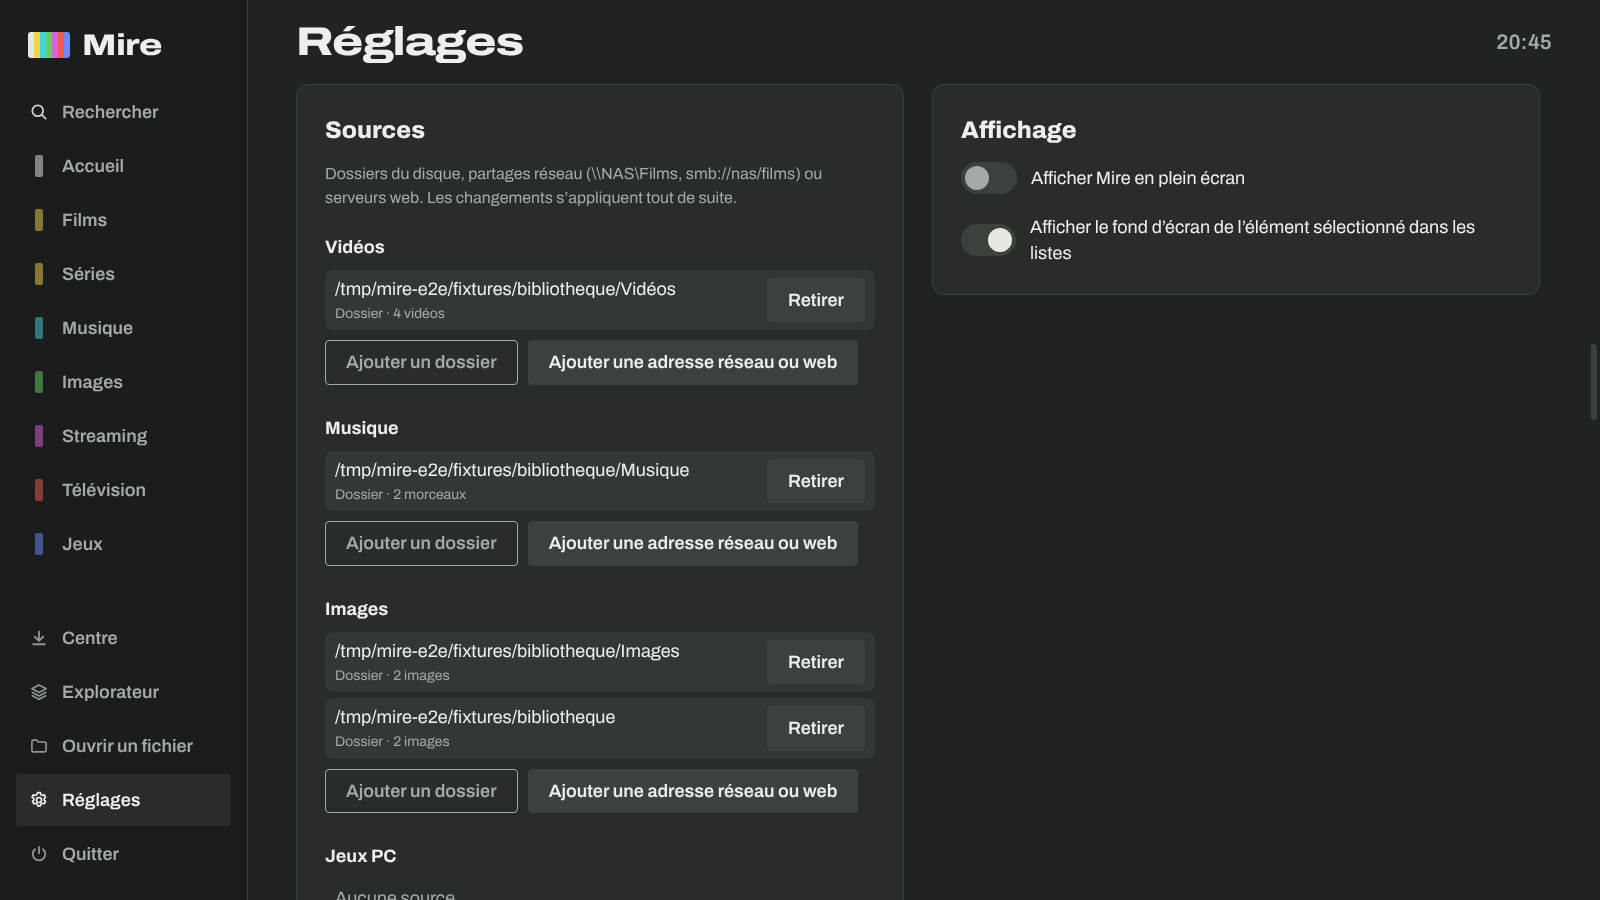 Mire
Rechercher
Accueil
Films
Séries
Musique
Images
Streaming
Télévision
Jeux
Centre
Explorateur
Ouvrir un fichier
Réglages
Quitter
Réglages
20:45
Sources
Dossiers du disque, partages réseau (\\NAS\Films, smb://nas/films) ou
serveurs web. Les changements s’appliquent tout de suite.
Vidéos
/tmp/mire-e2e/fixtures/bibliotheque/Vidéos
Dossier · 4 vidéos
Retirer
Ajouter un dossier
Ajouter une adresse réseau ou web
Musique
/tmp/mire-e2e/fixtures/bibliotheque/Musique
Dossier · 2 morceaux
Retirer
Ajouter un dossier
Ajouter une adresse réseau ou web
Images
/tmp/mire-e2e/fixtures/bibliotheque/Images
Dossier · 2 images
Retirer
/tmp/mire-e2e/fixtures/bibliotheque
Dossier · 2 images
Retirer
Ajouter un dossier
Ajouter une adresse réseau ou web
Jeux PC
Aucune source
Affichage
Afficher Mire en plein écran
Afficher le fond d’écran de l’élément sélectionné dans les
listes